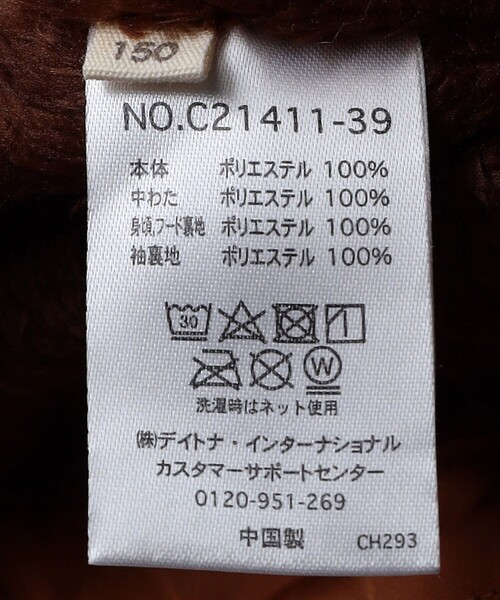 150
NO.C21411-39
本体 ポリエステル 100%
中わた ポリエステル 100%
身頃,フード裏地 ポリエステル 100%
袖裏地 ポリエステル 100%
30
W
洗濯時はネット使用
(株)デイトナ・インターナショナル
カスタマーサポートセンター
0120-951-269
中国製 CH293